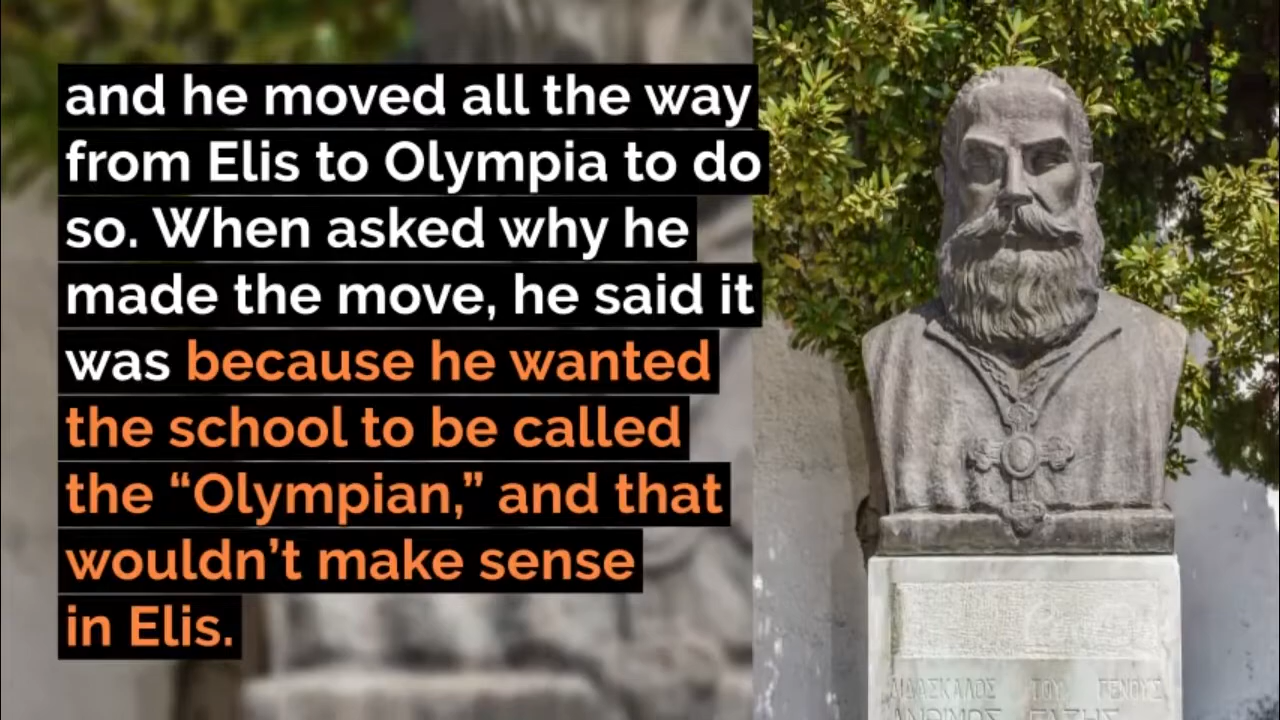 and he moved all the way
from Elis to Olympia to do
so. When asked why he
made the move, he said it
was because he wanted
the school to be called
the “Olympian,” and that
wouldn’t make sense
in Elis.
ΔΙΔΑΣΚΑΛΟΣ ΤΟΥ ΓΕΝΟΥΣ
ΑΝΘΙΜΟΣ ΓΑΖΗΣ